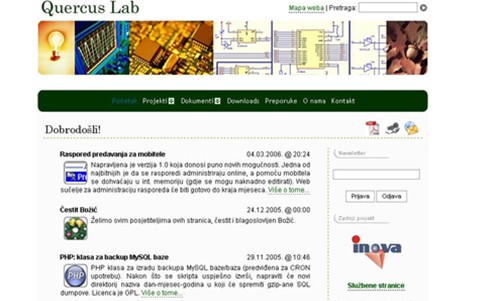 Quercus Lab
Mapa weba | Pretraga:
Početak Projekti Dokumenti Downloads Preporuke O nama Kontakt
Dobrodošli!
Raspored predavanja za mobitele 04.03.2006. @ 20:24
Napravljena je verzija 1.0 koja donosi puno novih mogućnosti. Jedna od
najbitnijih je da se rasporedi administriraju online, a pomoću mobitela
se dohvaćaju u int. memoriju (gdje se mogu naknadno editirati). Web
sučelje za administraciju rasporeda će biti gotovo do kraja mjeseca. Više o tome...
Čestit Božić 24.12.2005. @ 00:00
Želimo svim posjetiteljima ovih stranica, čestit i blagoslovljen Božić.
PHP: klasa za backup MySQL baze 29.11.2005. @ 10:46
PHP klasa za izradu backupa MySQL baze/baza (predviđena za CRON
upotrebu). Nakon što se skripta uspješno izvrši, napravit će novi
direktorij naziva dan-mjesec-godina u koji će spremiti gzip-ane SQL
dumpove. Licenca je GPL. Više o tome...
Newsletter
Prijava Odjava
Zadnji projekt
inova
Službene stranice